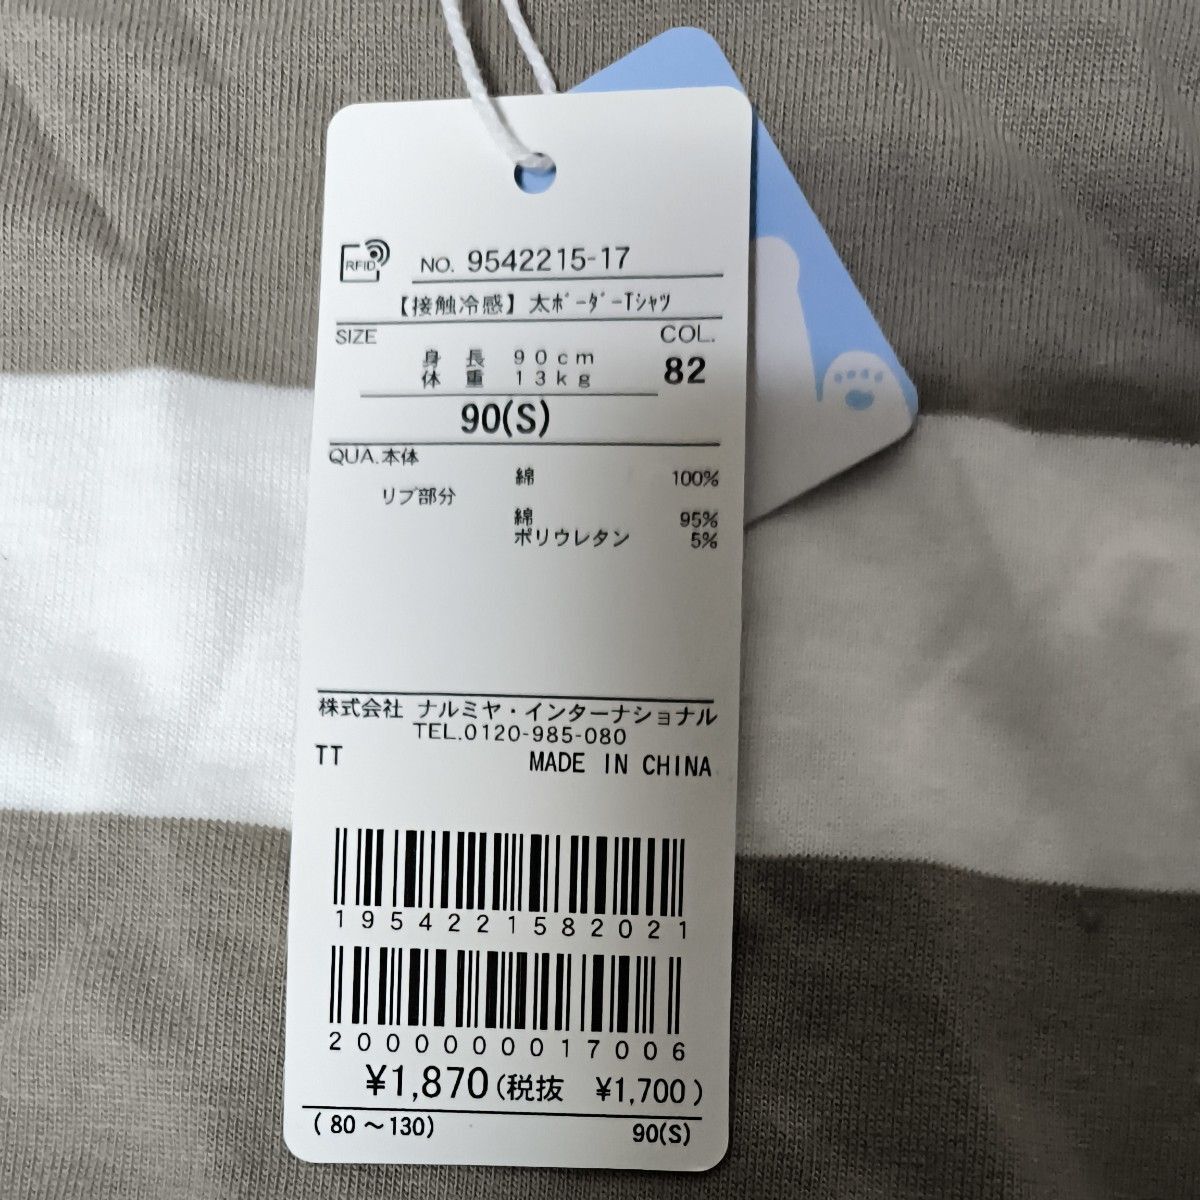 RFID NO. 9542215-17
【接触冷感】太ﾎﾞｰﾀﾞｰTｼｬﾂ
SIZE COL.
身長 90cm
体重 13kg 82
90(S)
QUA.本体
綿 100%
リブ部分
綿 95%
ポリウレタン 5%
株式会社 ナルミヤ・インターナショナル
TEL.0120-985-080
TT MADE IN CHINA
1954221582021
2000000017006
¥1,870(税抜 ¥1,700)
(80～130) 90(S)